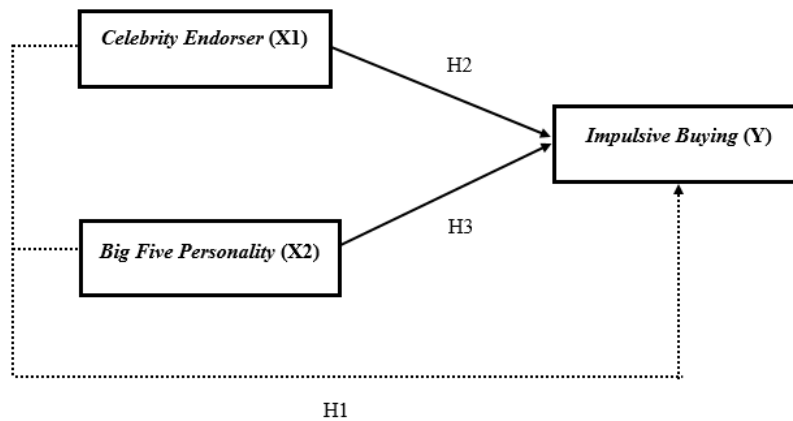 Celebrity Endorser (X1)
H2
Impulsive Buying (Y)
H3
Big Five Personality (X2)
H1